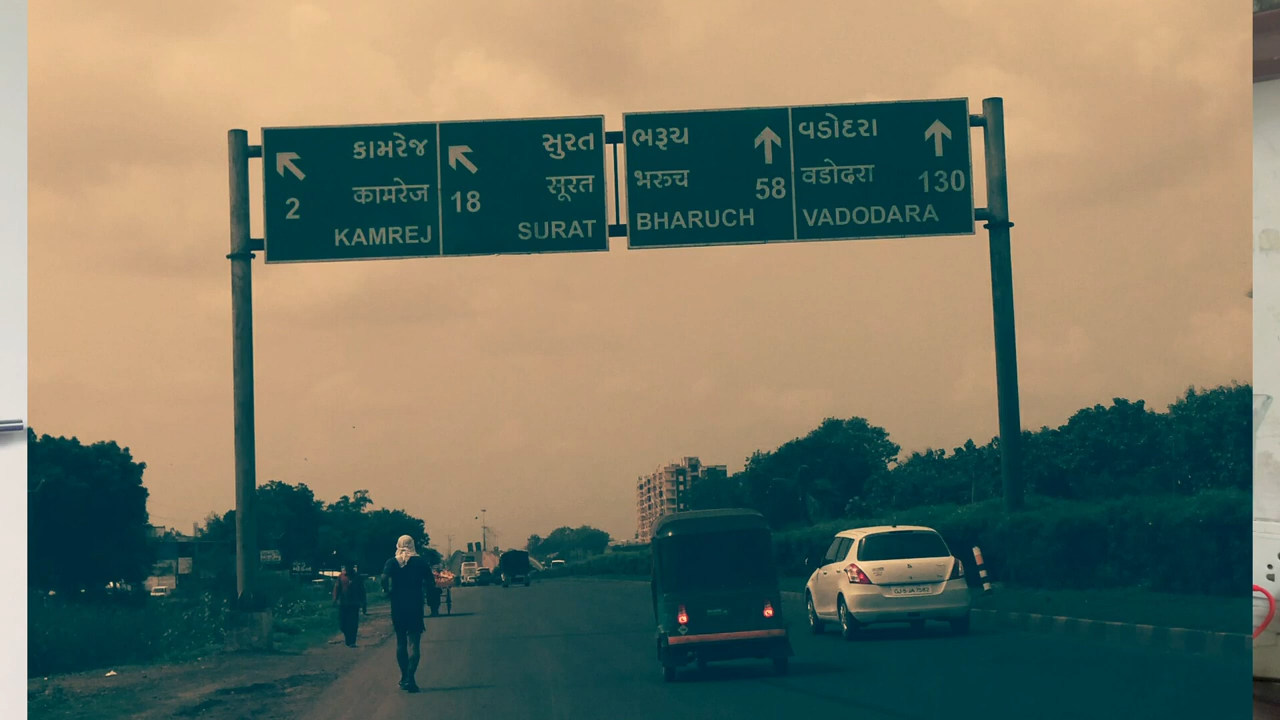 કામરેજ
कामरेज
2
KAMREJ
સુરત
सूरत
18
SURAT
ભરૂચ
भरुच
58
BHARUCH
વડોદરા
वडोदरा
130
VADODARA